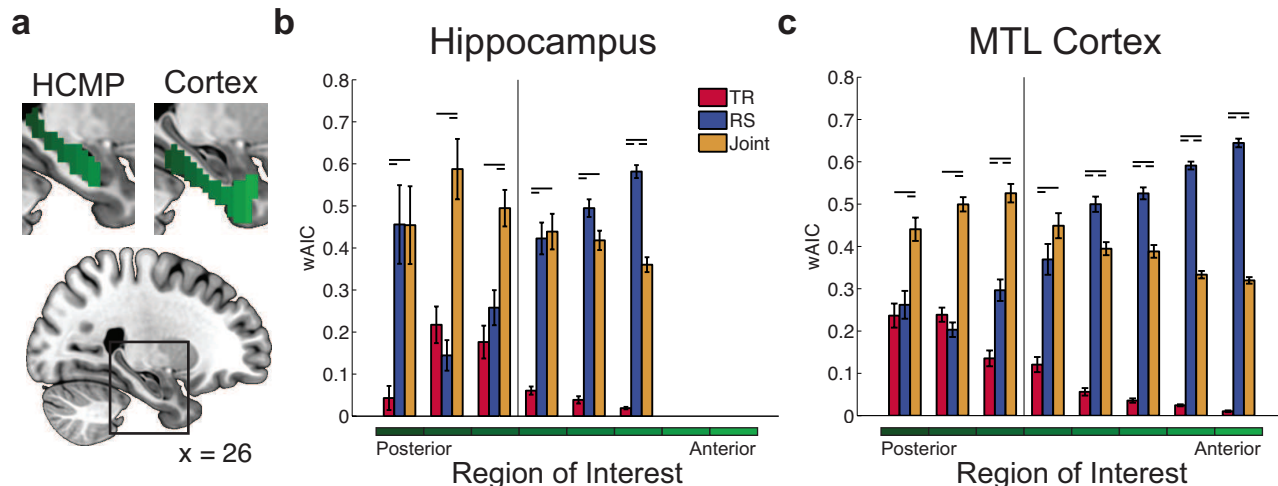 a
HCMP
Cortex
x = 26
b
Hippocampus
0.8
0.7
0.6
0.5
0.4
0.3
0.2
0.1
0
wAIC
TR
RS
Joint
Posterior
Anterior
Region of Interest
c
MTL Cortex
0.8
0.7
0.6
0.5
0.4
0.3
0.2
0.1
0
wAIC
Posterior
Anterior
Region of Interest